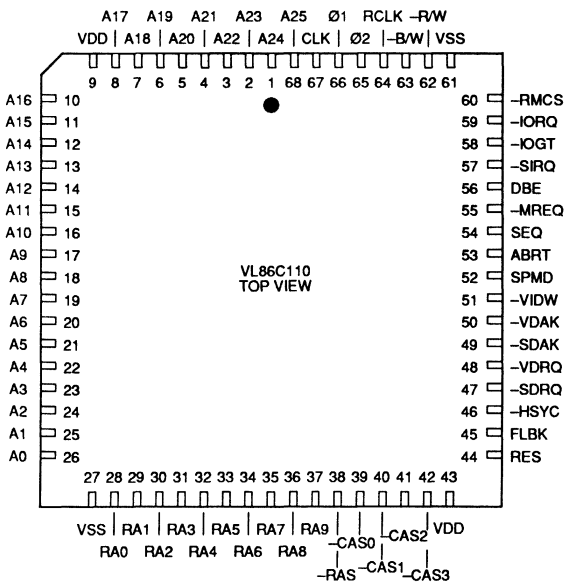 A17 A19 A21 A23 A25 Ø1 RCLK –R/W
VDD A18 A20 A22 A24 CLK Ø2 –B/W VSS
9 8 7 6 5 4 3 2 1 68 67 66 65 64 63 62 61
A16 10 60 –RMCS
A15 11 59 –IORQ
A14 12 58 –IOGT
A13 13 57 –SIRQ
A12 14 56 DBE
A11 15 55 –MREQ
A10 16 54 SEQ
A9 17 53 ABRT
A8 18 52 SPMD
VL86C110
TOP VIEW
A7 19 51 –VIDW
A6 20 50 –VDAK
A5 21 49 –SDAK
A4 22 48 –VDRQ
A3 23 47 –SDRQ
A2 24 46 –HSYC
A1 25 45 FLBK
A0 26 44 RES
27 28 29 30 31 32 33 34 35 36 37 38 39 40 41 42 43
VSS RA1 RA3 RA5 RA7 RA9 –CAS0 –CAS2 VDD
RA0 RA2 RA4 RA6 RA8 –RAS –CAS1 –CAS3